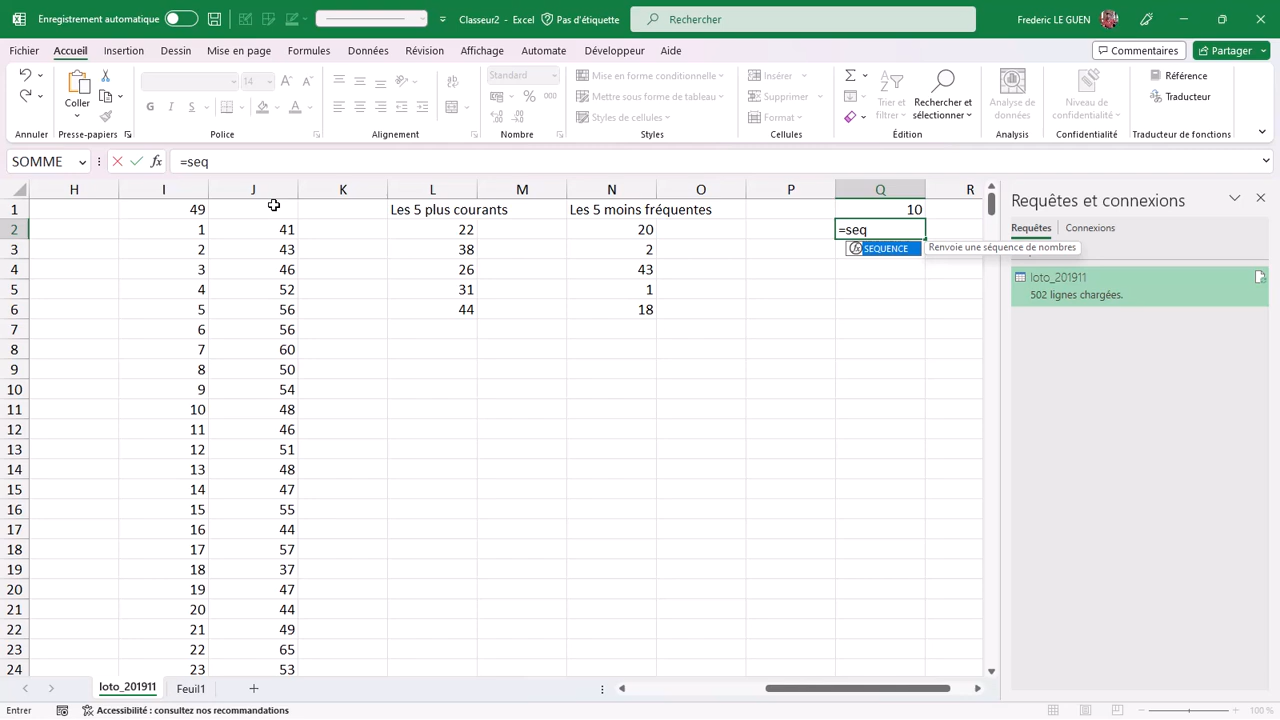 Enregistrement automatique Classeur2 - Excel Pas d'étiquette Rechercher Frederic LE GUEN
Fichier Accueil Insertion Dessin Mise en page Formules Données Révision Affichage Automate Développeur Aide Commentaires Partager
Coller
G I S
Standard
% 000
Mise en forme conditionnelle
Mettre sous forme de tableau
Styles de cellules
Insérer
Supprimer
Format
Trier et filtrer
Rechercher et sélectionner
Analyse de données
Niveau de confidentialité
Référence
Traducteur
Annuler Presse-papiers Police Alignement Nombre Styles Cellules Édition Analysis Confidentialité Traducteur de fonctions
SOMME =seq
H I J K L M N O P Q R
1 49 Les 5 plus courants Les 5 moins fréquentes 10
2 1 41 22 20 =seq
3 2 43 38 2 SEQUENCE Renvoie une séquence de nombres
4 3 46 26 43
5 4 52 31 1
6 5 56 44 18
7 6 56
8 7 60
9 8 50
10 9 54
11 10 48
12 11 46
13 12 51
14 13 48
15 14 47
16 15 55
17 16 44
18 17 57
19 18 37
20 19 47
21 20 44
22 21 49
23 22 65
24 23 53
Requêtes et connexions
Requêtes Connexions
loto_201911
502 lignes chargées.
loto_201911 Feuil1
Entrer Accessibilité : consultez nos recommandations 100 %